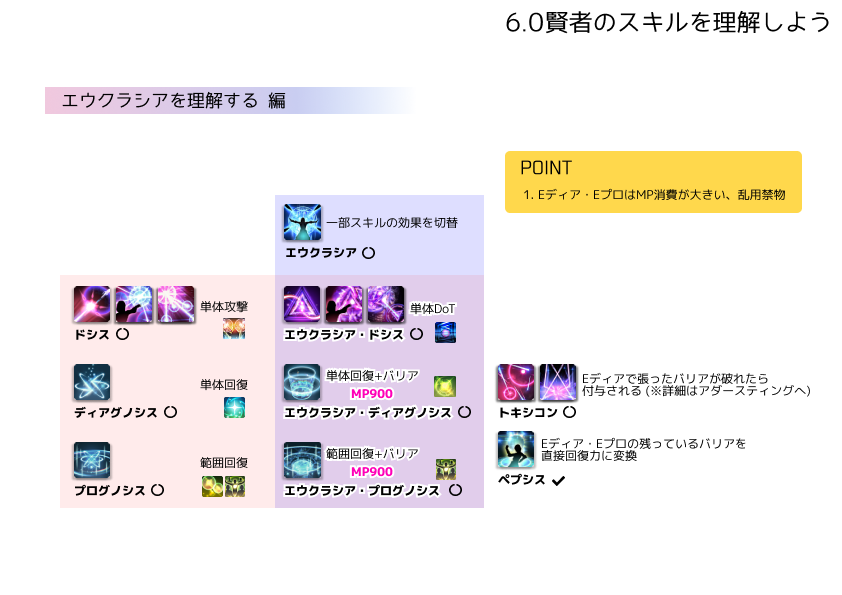 6.0賢者のスキルを理解しよう
エウクラシアを理解する 編
POINT
1. Eディア・EプロはMP消費が大きい、乱用禁物
一部スキルの効果を切替
エウクラシア
単体攻撃
ドシス
単体DoT
エウクラシア・ドシス
単体回復
ディアグノシス
単体回復+バリア
MP900
エウクラシア・ディアグノシス
Eディアで張ったバリアが破れたら
付与される (※詳細はアダースティングへ)
トキシコン
範囲回復
プログノシス
範囲回復+バリア
MP900
エウクラシア・プログノシス
Eディア・Eプロの残っているバリアを
直接回復力に変換
ペプシス